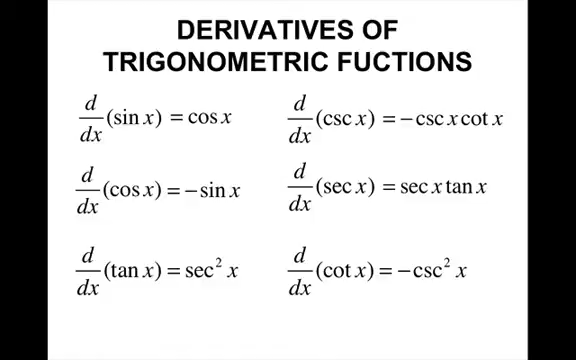 DERIVATIVES OF
TRIGONOMETRIC FUCTIONS
d/dx (sin x) = cos x
d/dx (csc x) = −csc x cot x
d/dx (cos x) = −sin x
d/dx (sec x) = sec x tan x
d/dx (tan x) = sec² x
d/dx (cot x) = −csc² x